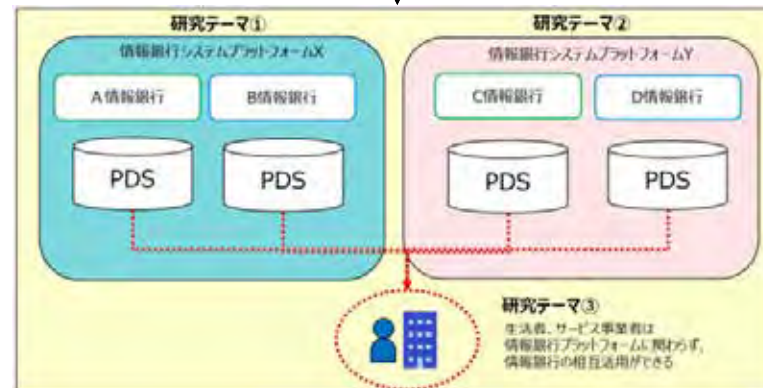 研究テーマ①
研究テーマ②
情報銀行システムプラットフォームX
情報銀行システムプラットフォームY
A情報銀行
B情報銀行
C情報銀行
D情報銀行
PDS
PDS
PDS
PDS
研究テーマ③
生活者、サービス事業者は
情報銀行プラットフォームに関わらず、
情報銀行の相互活用ができる